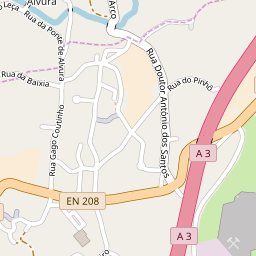 Leça
Alvura
Rua da Ponte de Alvura
Arco
Rua da Baixa
Rua Doutor António dos Santos
Rua do Pinhô
Rua Gago Coutinho
A 3
EN 208
A 3